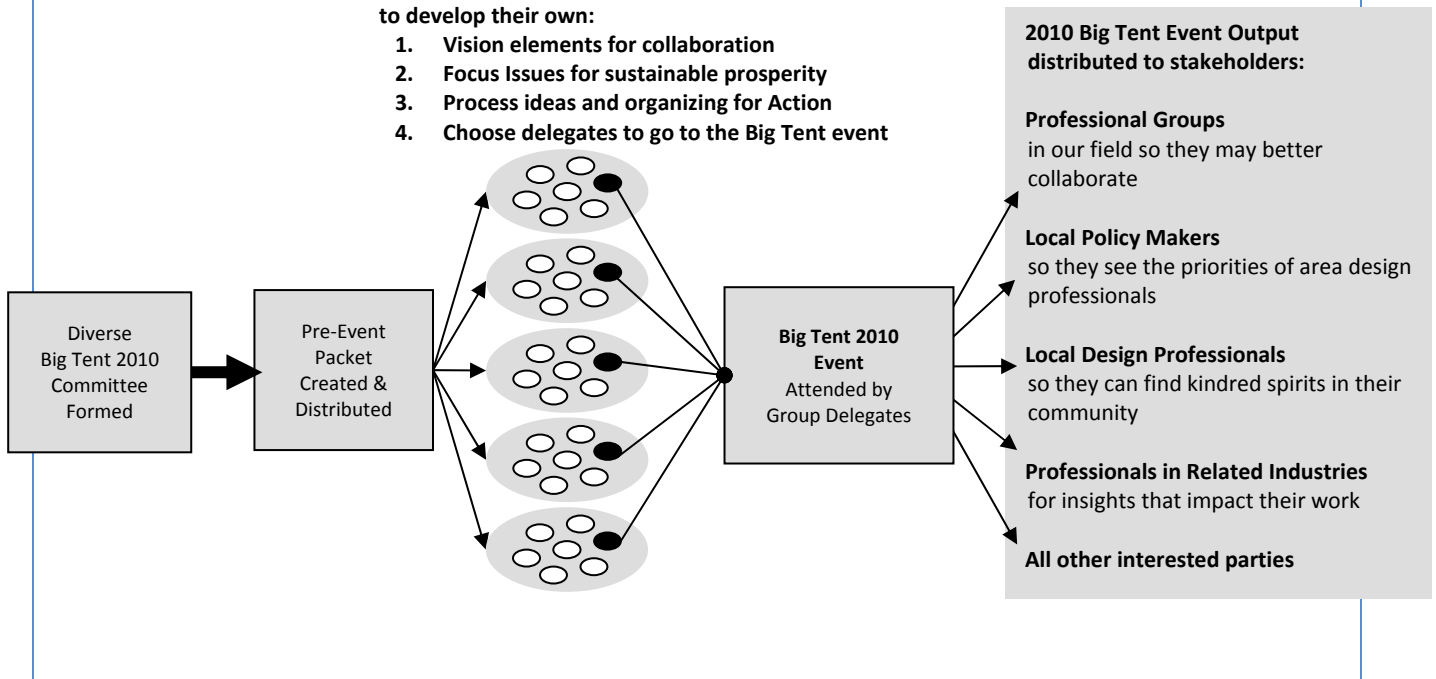 to develop their own:
1. Vision elements for collaboration
2. Focus Issues for sustainable prosperity
3. Process ideas and organizing for Action
4. Choose delegates to go to the Big Tent event
Diverse
Big Tent 2010
Committee
Formed
Pre-Event
Packet
Created &
Distributed
Big Tent 2010
Event
Attended by
Group Delegates
2010 Big Tent Event Output
distributed to stakeholders:
Professional Groups
in our field so they may better
collaborate
Local Policy Makers
so they see the priorities of area design
professionals
Local Design Professionals
so they can find kindred spirits in their
community
Professionals in Related Industries
for insights that impact their work
All other interested parties